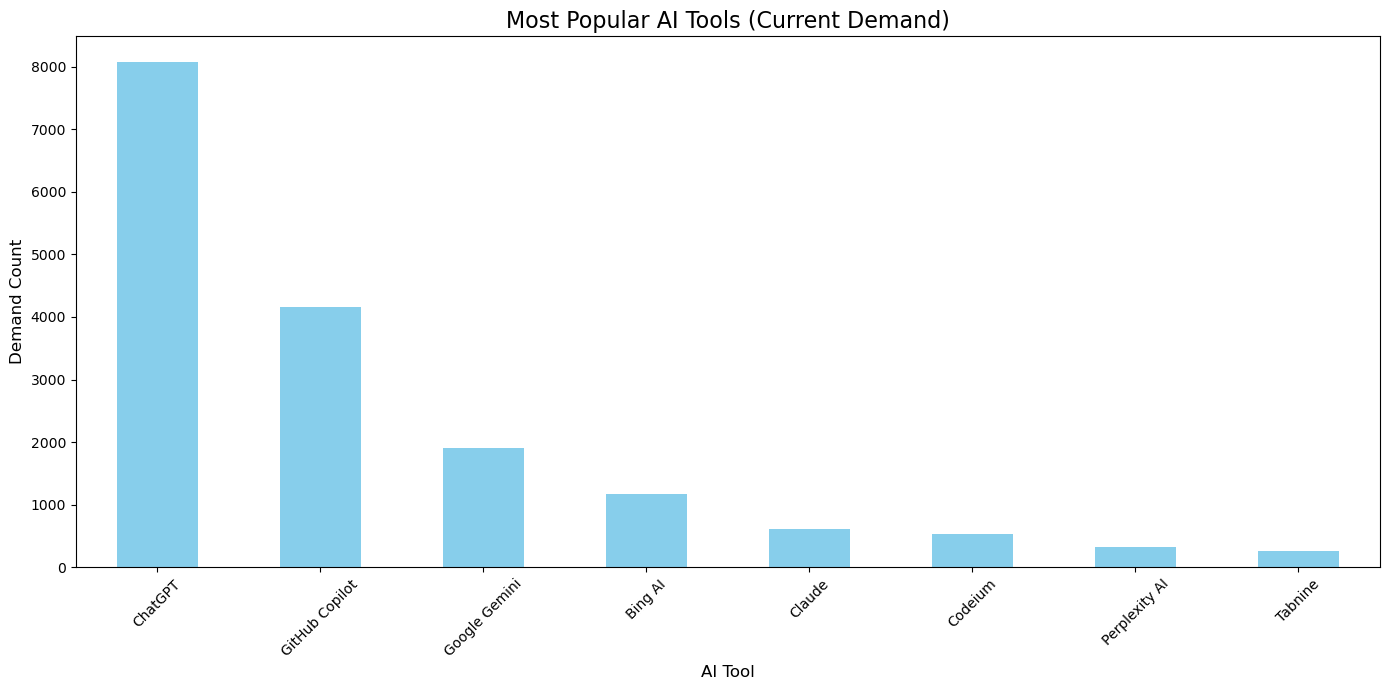 Most Popular AI Tools (Current Demand)
Demand Count
8000
7000
6000
5000
4000
3000
2000
1000
0
ChatGPT
GitHub Copilot
Google Gemini
Bing AI
Claude
Codeium
Perplexity AI
Tabnine
AI Tool